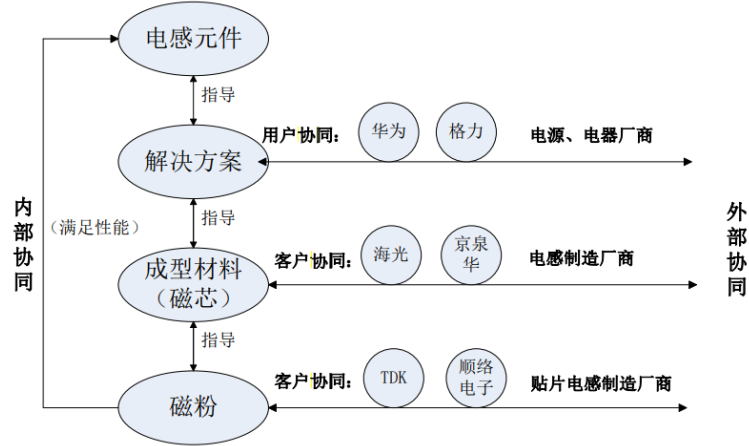 电感元件
指导
用户协同：
华为
格力
电源、电器厂商
解决方案
内部协同
（满足性能）
指导
外部协同
客户协同：
海光
京泉
华
电感制造厂商
成型材料
（磁芯）
指导
客户协同：
TDK
顺络
电子
贴片电感制造厂商
磁粉